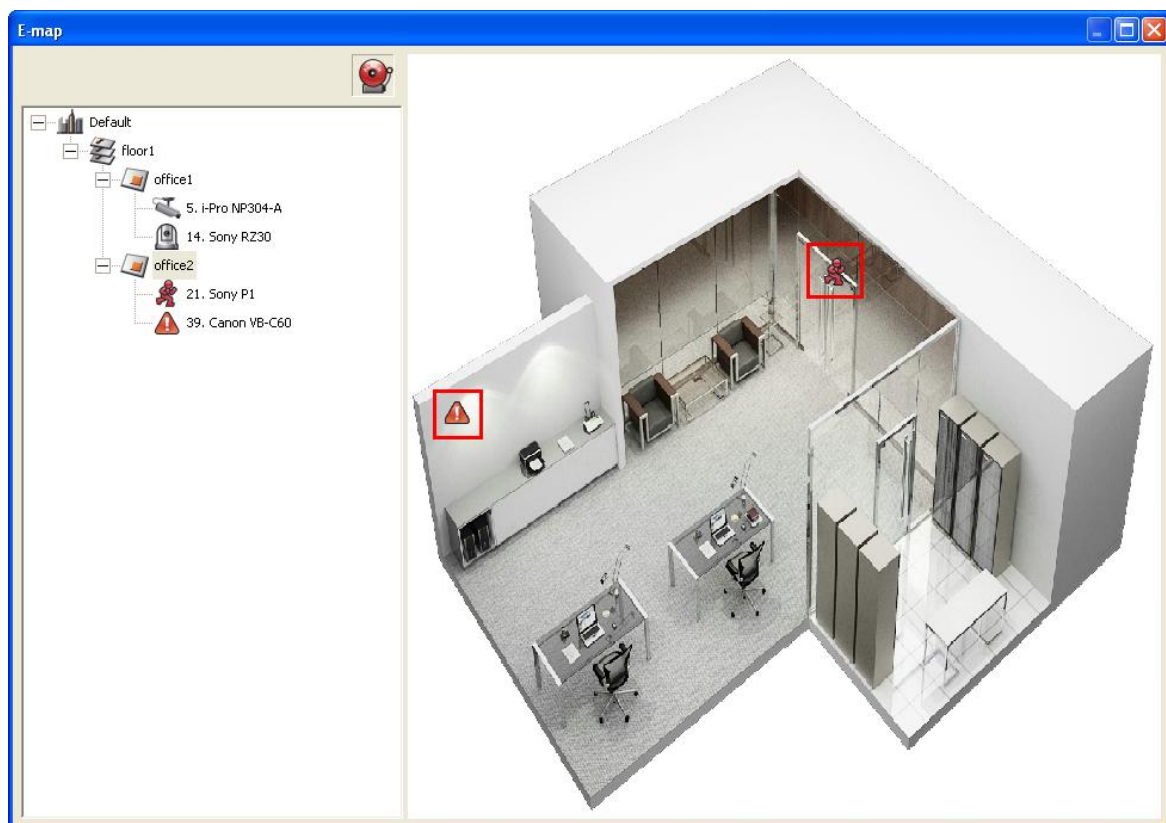 E-map
Default
floor1
office1
5. i-Pro NP304-A
14. Sony RZ30
office2
21. Sony P1
39. Canon VB-C60